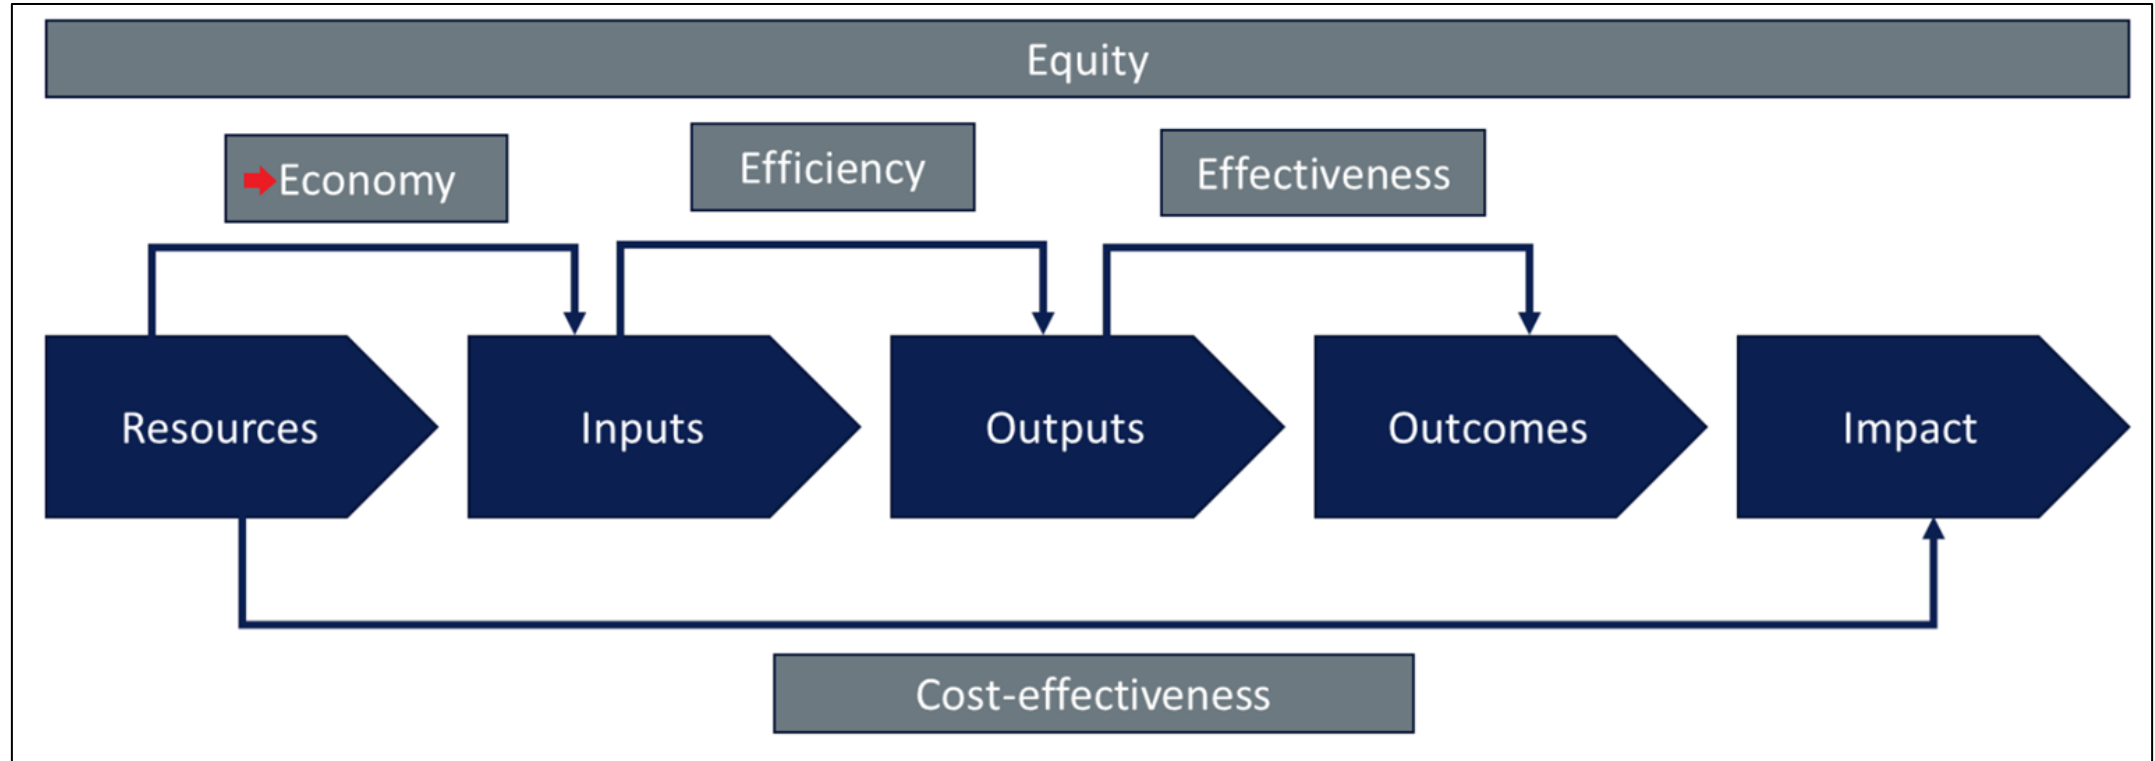 Equity
Economy
Efficiency
Effectiveness
Resources
Inputs
Outputs
Outcomes
Impact
Cost-effectiveness